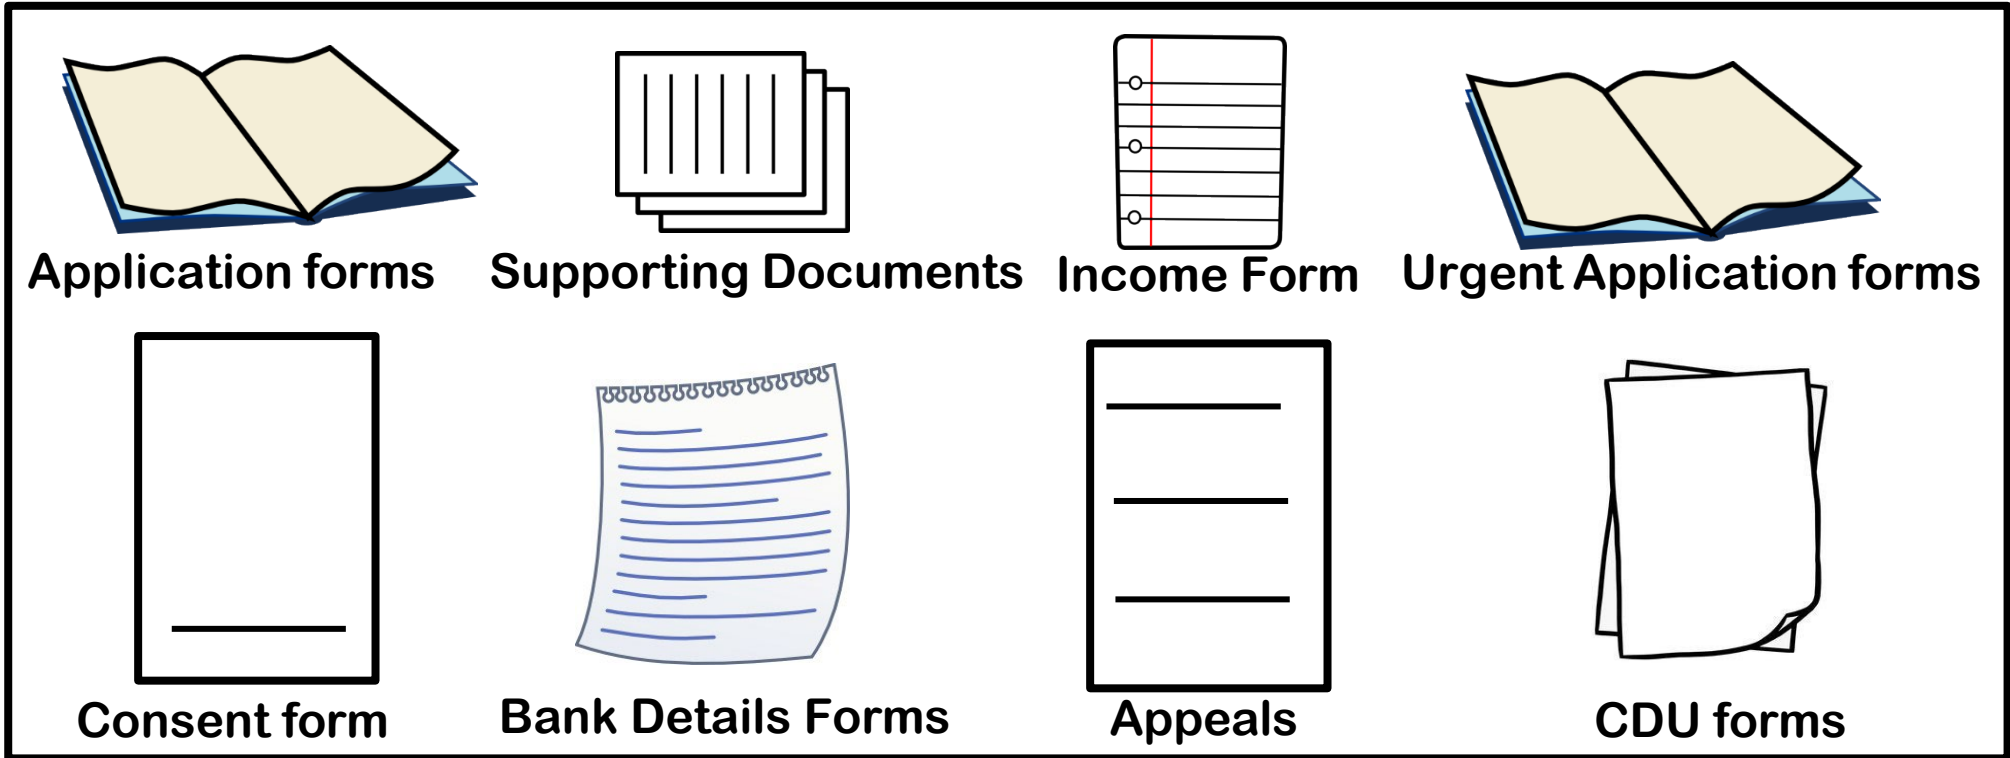 Application forms
Supporting Documents
Income Form
Urgent Application forms
Consent form
Bank Details Forms
Appeals
CDU forms